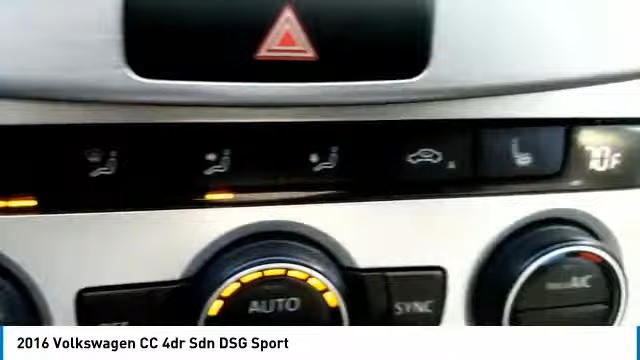 70F
AUTO
SYNC
A/C
2016 Volkswagen CC 4dr Sdn DSG Sport